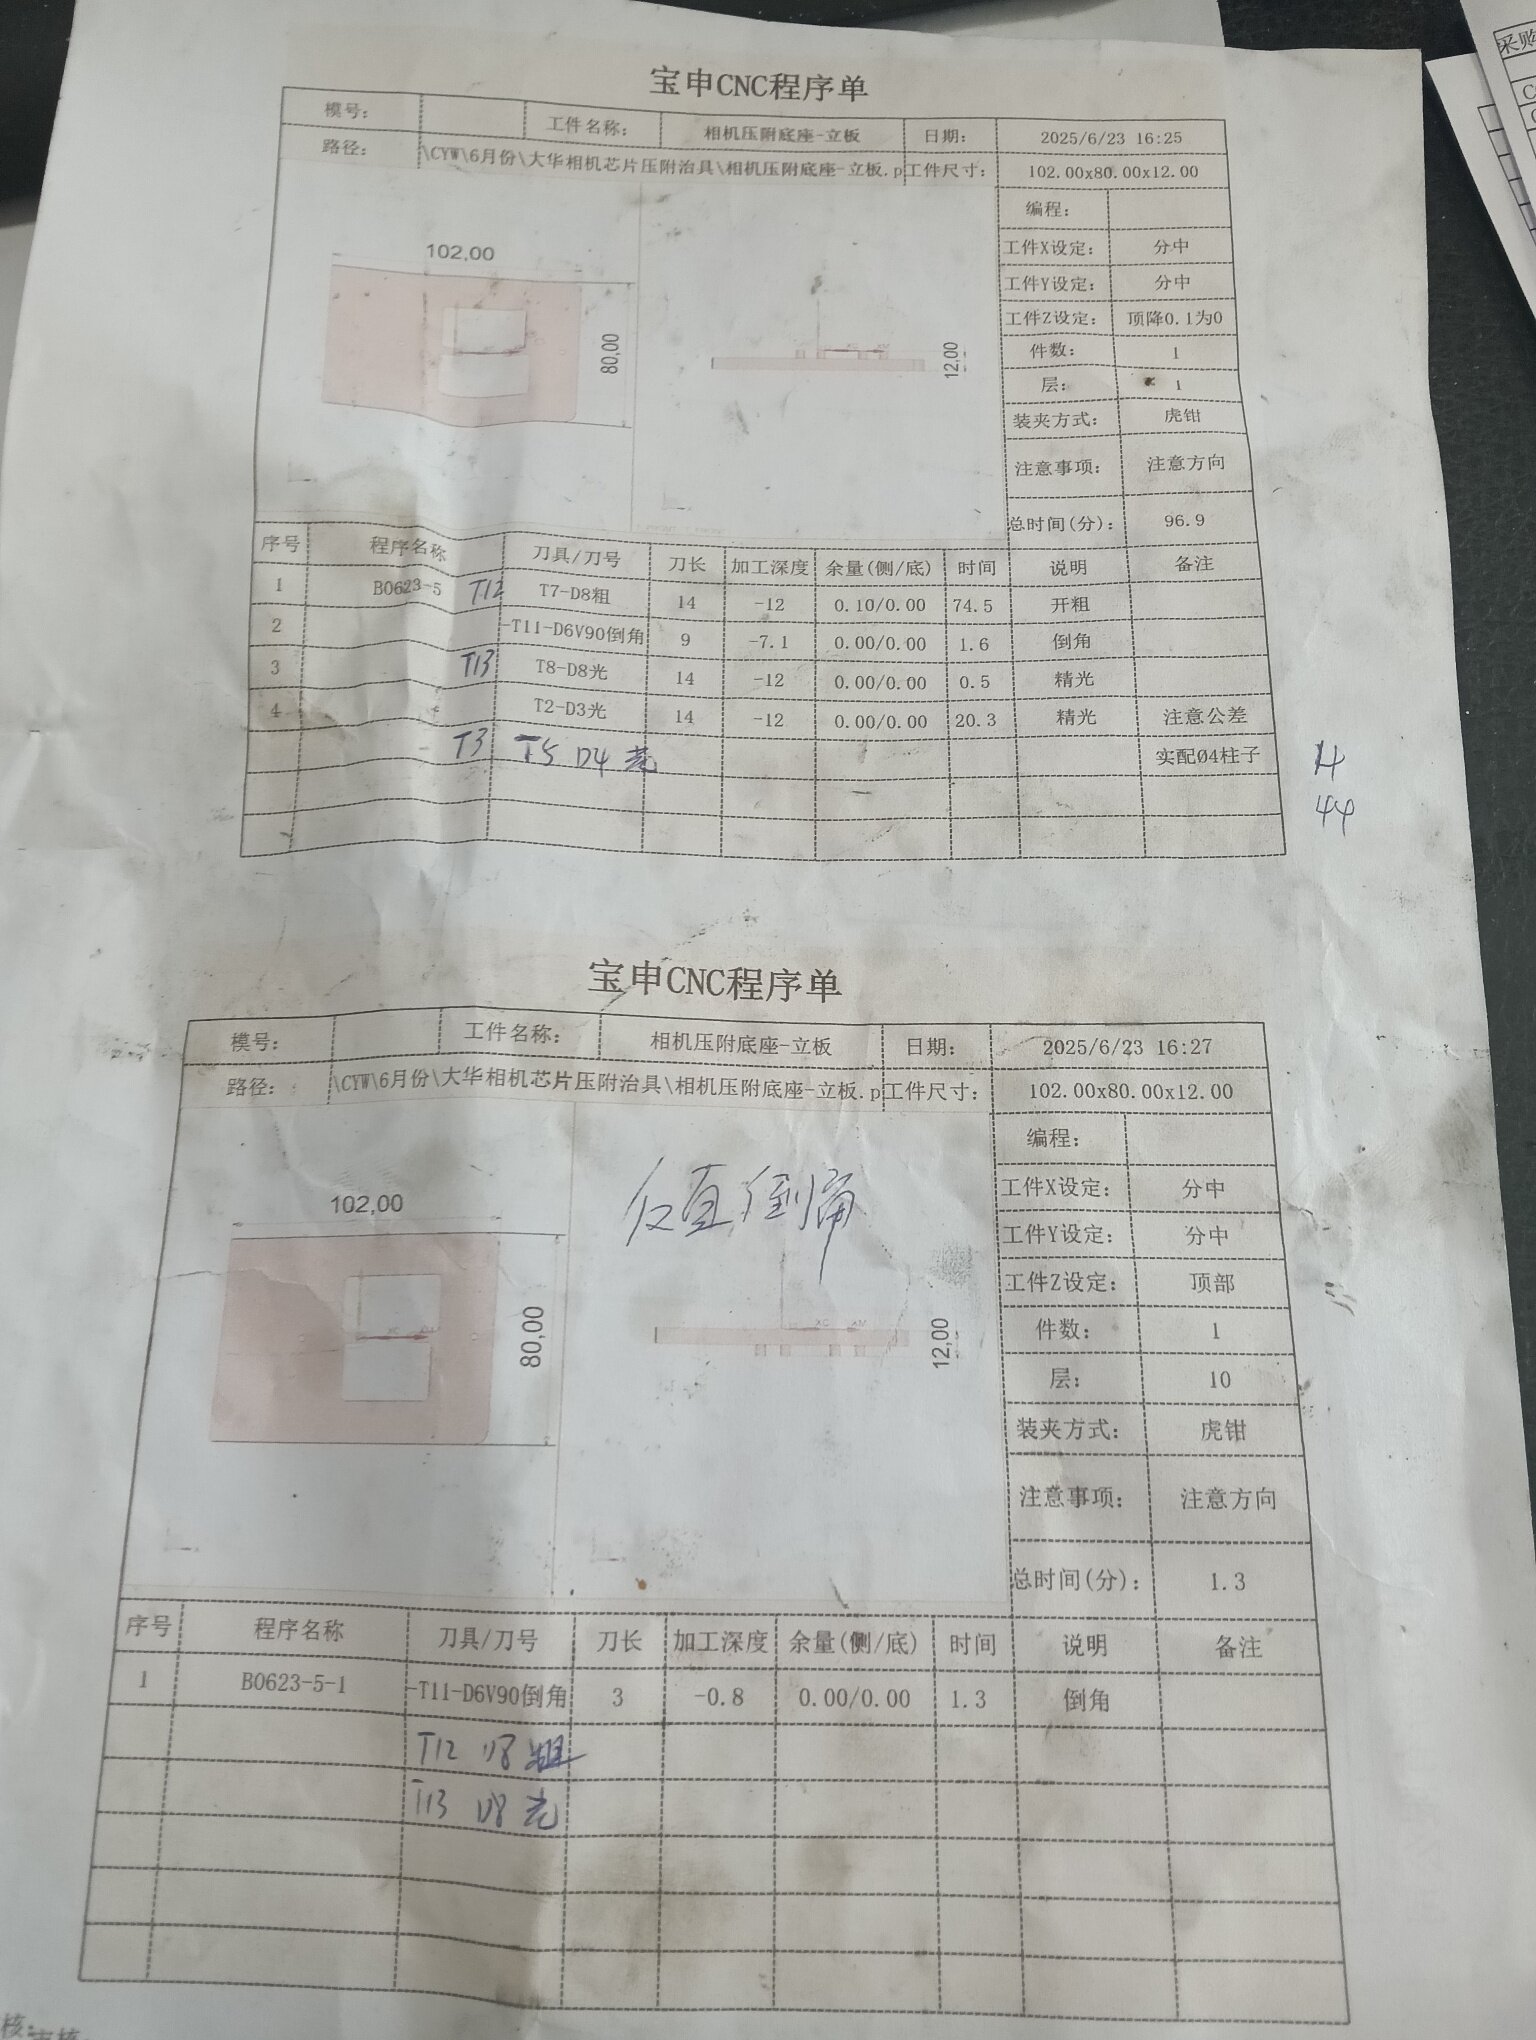 宝申CNC程序单
模号: 工件名称: 相机压附底座-立板 日期: 2025/6/23 16:25
路径: \CYW\6月份\大华相机芯片压附治具\相机压附底座-立板.p 工件尺寸: 102.00x80.00x12.00
编程:
工件X设定: 分中
工件Y设定: 分中
工件Z设定: 顶降0.1为0
件数: 1
层: 1
装夹方式: 虎钳
注意事项: 注意方向
总时间(分): 96.9
102,00
80,00
12,00
序号 程序名称 刀具/刀号 刀长 加工深度 余量(侧/底) 时间 说明 备注
1 B0623-5 T12 T7-D8粗 14 -12 0.10/0.00 74.5 开粗
2 -T11-D6V90倒角 9 -7.1 0.00/0.00 1.6 倒角
3 T13 T8-D8光 14 -12 0.00/0.00 0.5 精光
4 T2-D3光 14 -12 0.00/0.00 20.3 精光 注意公差
T3 T5 D4 光 实配Ø4柱子
44
宝申CNC程序单
模号: 工件名称: 相机压附底座-立板 日期: 2025/6/23 16:27
路径: \CYW\6月份\大华相机芯片压附治具\相机压附底座-立板.p 工件尺寸: 102.00x80.00x12.00
编程:
工件X设定: 分中
工件Y设定: 分中
工件Z设定: 顶部
件数: 1
层: 10
装夹方式: 虎钳
注意事项: 注意方向
总时间(分): 1.3
倒角
102,00
80,00
12,00
序号 程序名称 刀具/刀号 刀长 加工深度 余量(侧/底) 时间 说明 备注
1 B0623-5-1 -T11-D6V90倒角 3 -0.8 0.00/0.00 1.3 倒角
T12 D8 粗
T13 D8 光
核:
采购